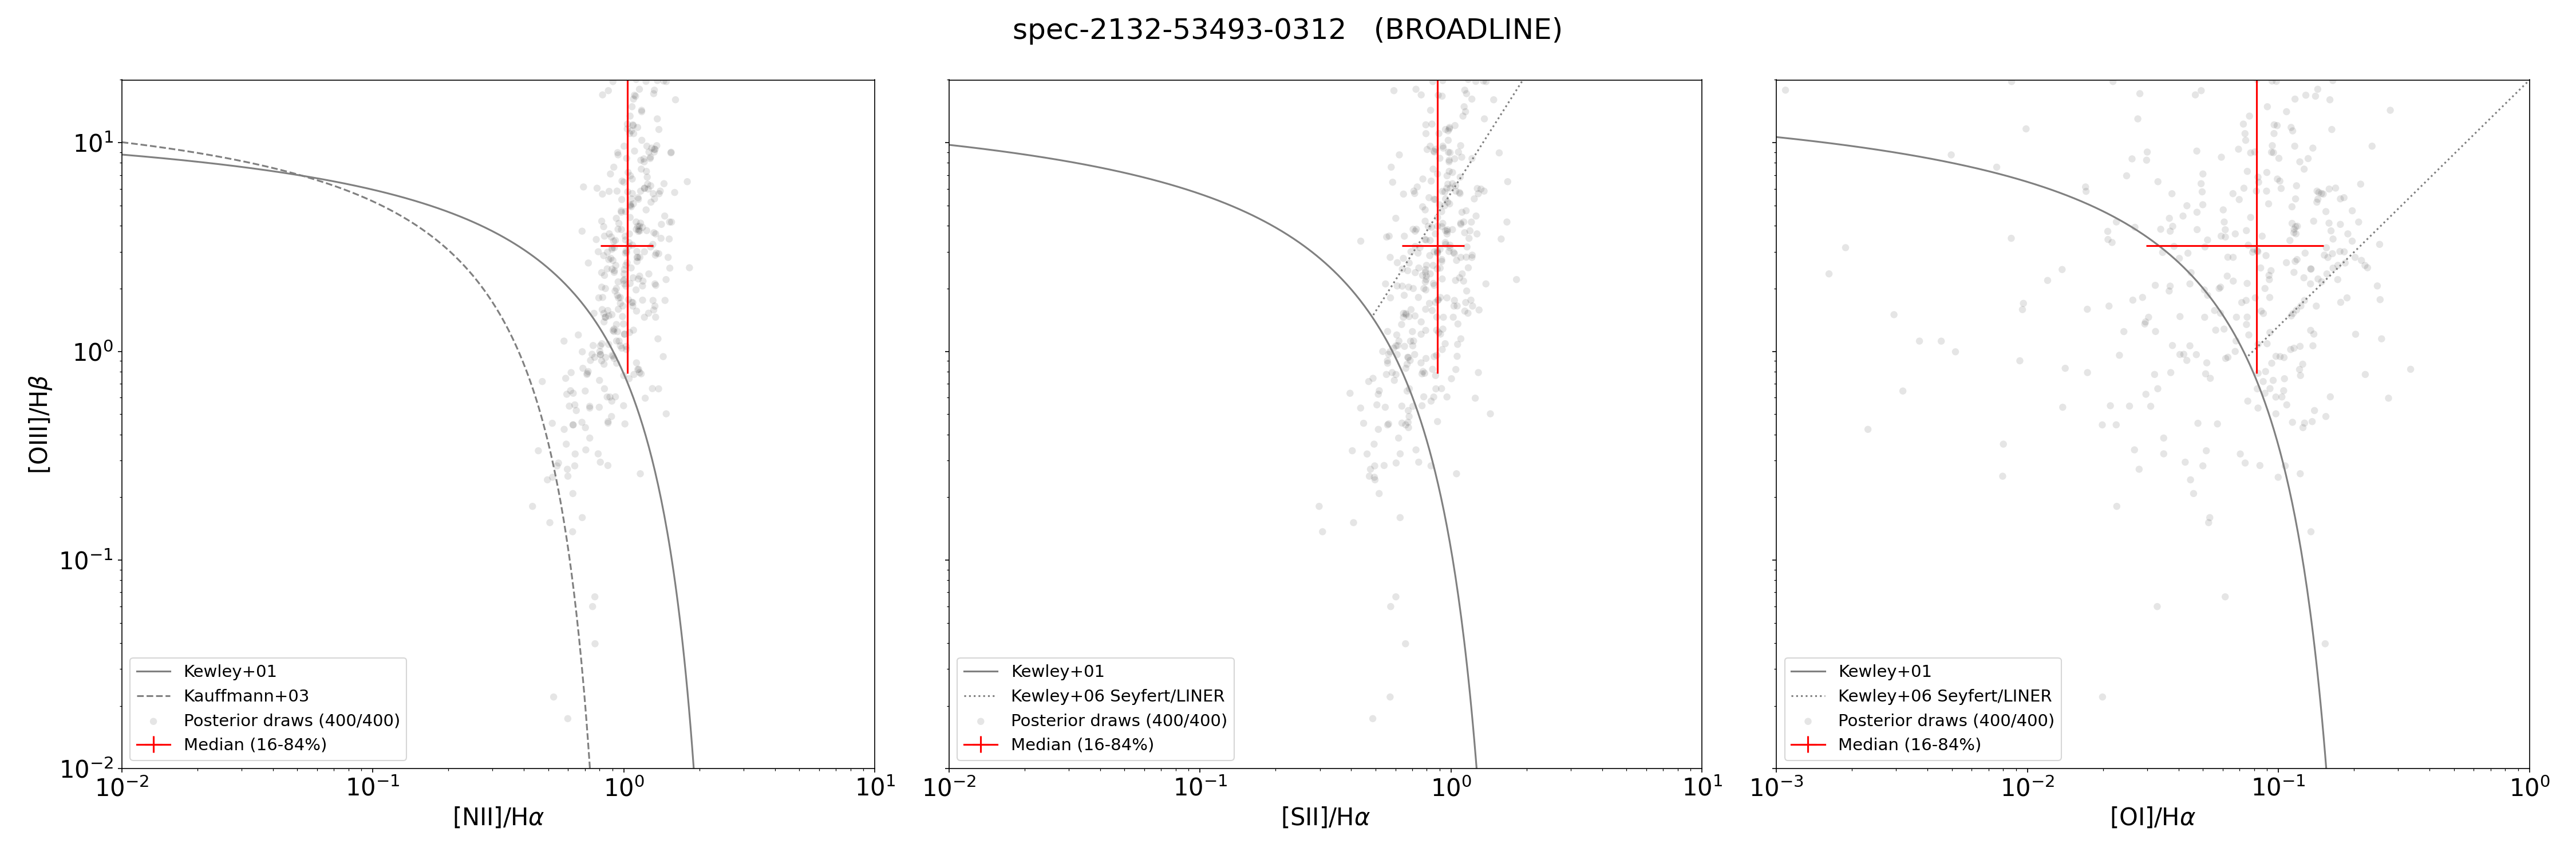 spec-2132-53493-0312   (BROADLINE)
[OIII]/Hβ
10¹
10⁰
10⁻¹
10⁻²
Kewley+01
Kauffmann+03
Posterior draws (400/400)
Median (16-84%)
10⁻² 10⁻¹ 10⁰ 10¹
[NII]/Hα
Kewley+01
Kewley+06 Seyfert/LINER
Posterior draws (400/400)
Median (16-84%)
10⁻² 10⁻¹ 10⁰ 10¹
[SII]/Hα
Kewley+01
Kewley+06 Seyfert/LINER
Posterior draws (400/400)
Median (16-84%)
10⁻³ 10⁻² 10⁻¹ 10⁰
[OI]/Hα